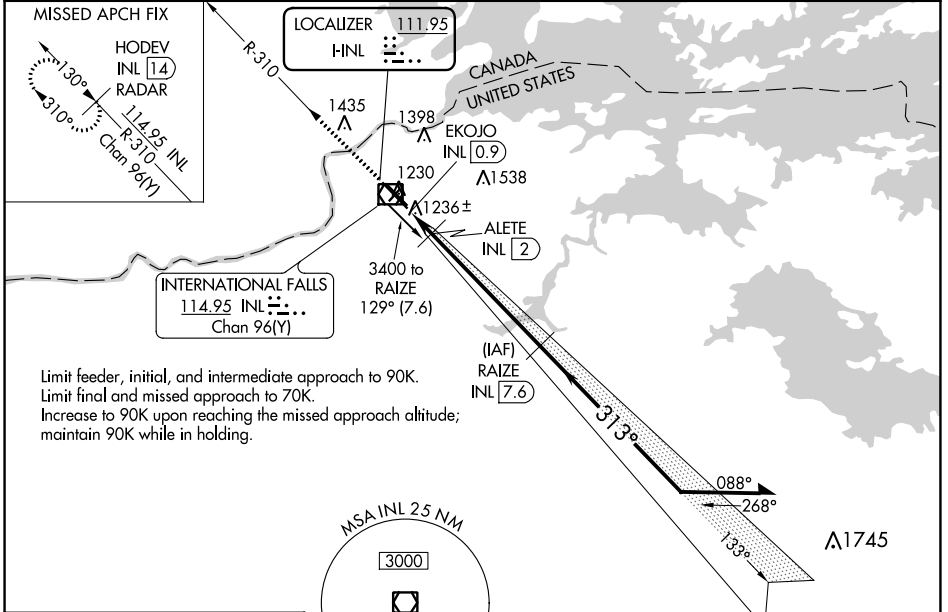 MISSED APCH FIX
HODEV
INL 14
RADAR
130°
310°
114.95 INL
R-310
Chan 96(Y)
R-310
LOCALIZER 111.95
I-INL
CANADA
UNITED STATES
1435
1398
EKOJO
INL 0.9
1230
1538
1236±
ALETE
INL 2
3400 to
RAIZE
129° (7.6)
INTERNATIONAL FALLS
114.95 INL
Chan 96(Y)
(IAF)
RAIZE
INL 7.6
Limit feeder, initial, and intermediate approach to 90K.
Limit final and missed approach to 70K.
Increase to 90K upon reaching the missed approach altitude;
maintain 90K while in holding.
313°
088°
268°
133°
1745
MSA INL 25 NM
3000